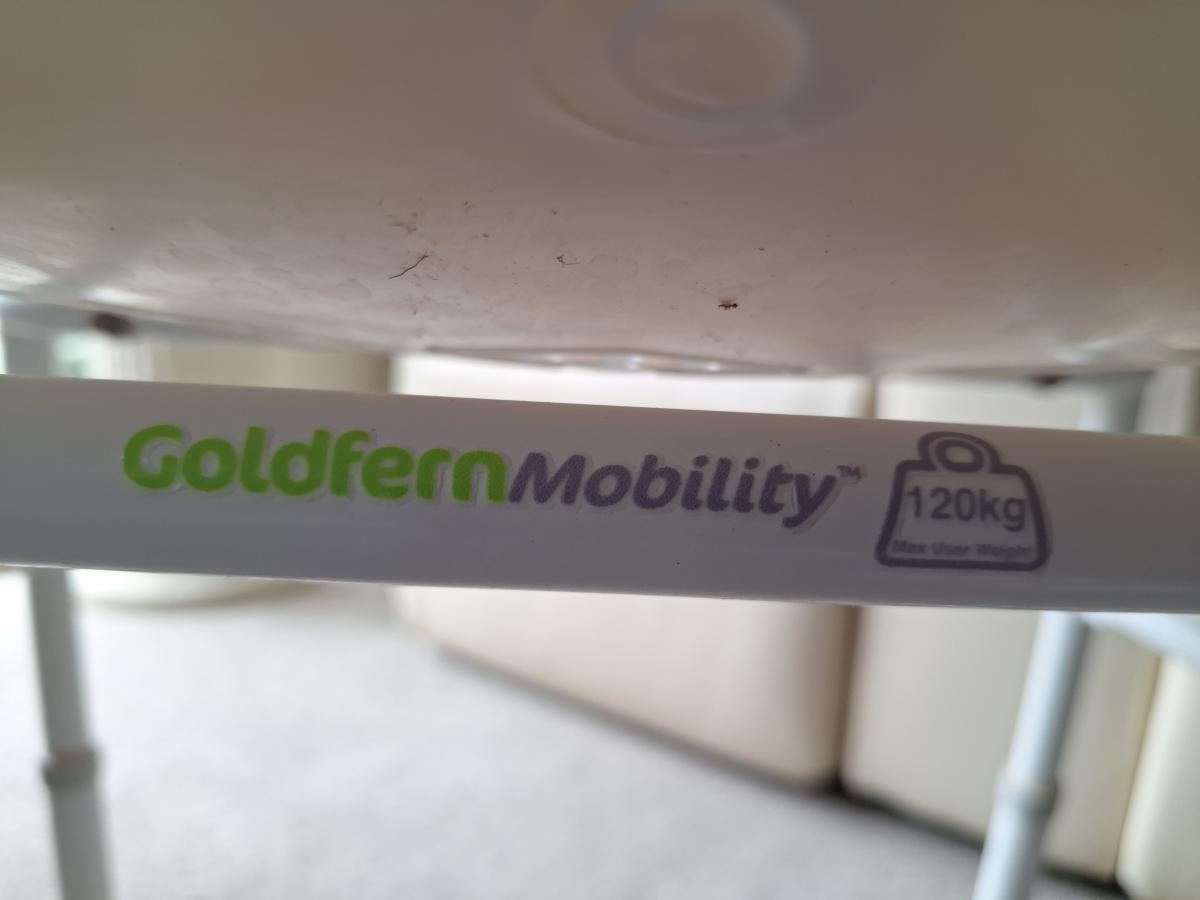 GoldfernMobility™
120kg
Max User Weight